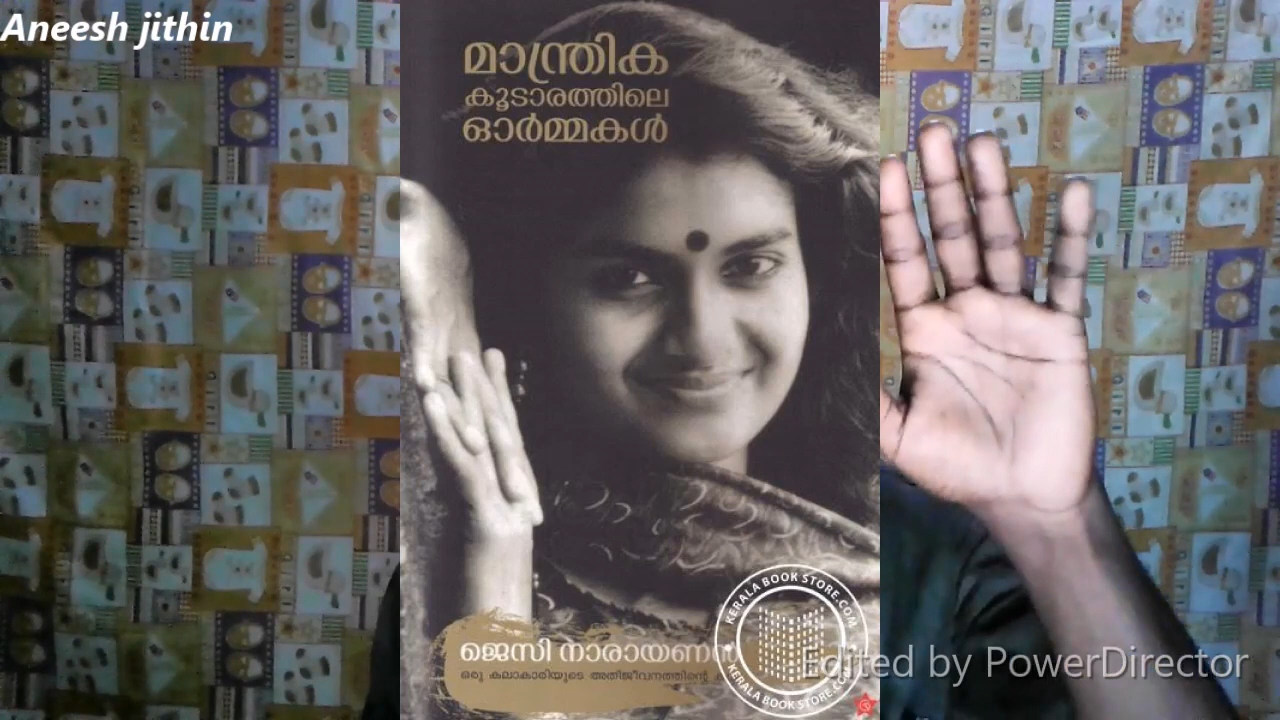 Aneesh jithin
മാന്ത്രിക
കൂടാരത്തിലെ
ഓർമ്മകൾ
ജെസി നാരായണൻ
ഒരു കലാകാരിയുടെ അതിജീവനത്തിന്റെ
KERALA BOOK STORE.COM
KERALA BOOK STORE.COM
Edited by PowerDirector